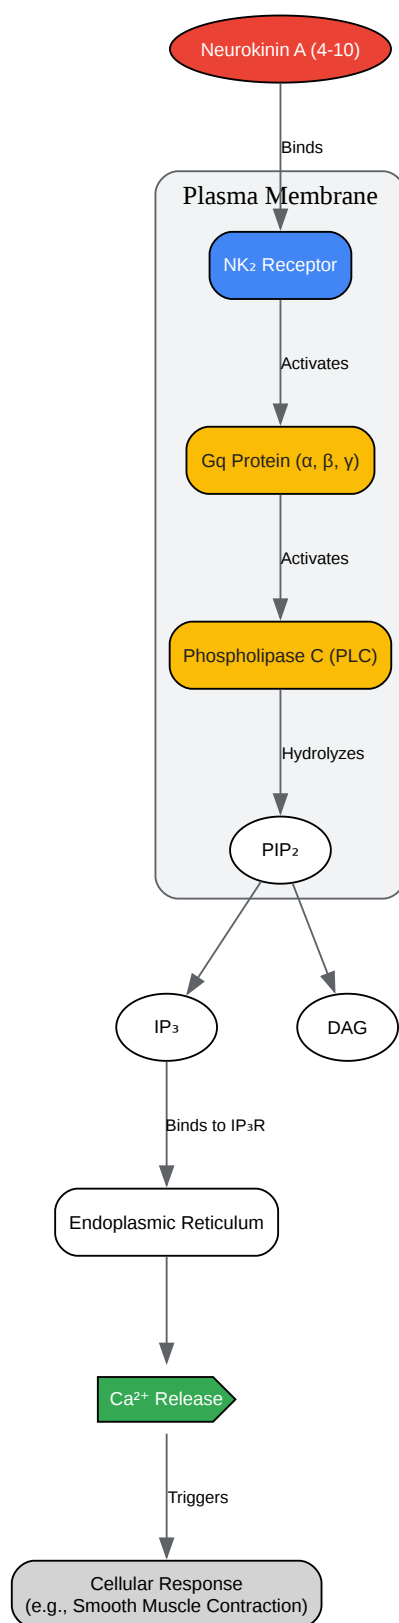 Neurokinin A (4-10)
Binds
Plasma Membrane
NK₂ Receptor
Activates
Gq Protein (α, β, γ)
Activates
Phospholipase C (PLC)
Hydrolyzes
PIP₂
IP₃
DAG
Binds to IP₃R
Endoplasmic Reticulum
Ca²⁺ Release
Triggers
Cellular Response
(e.g., Smooth Muscle Contraction)